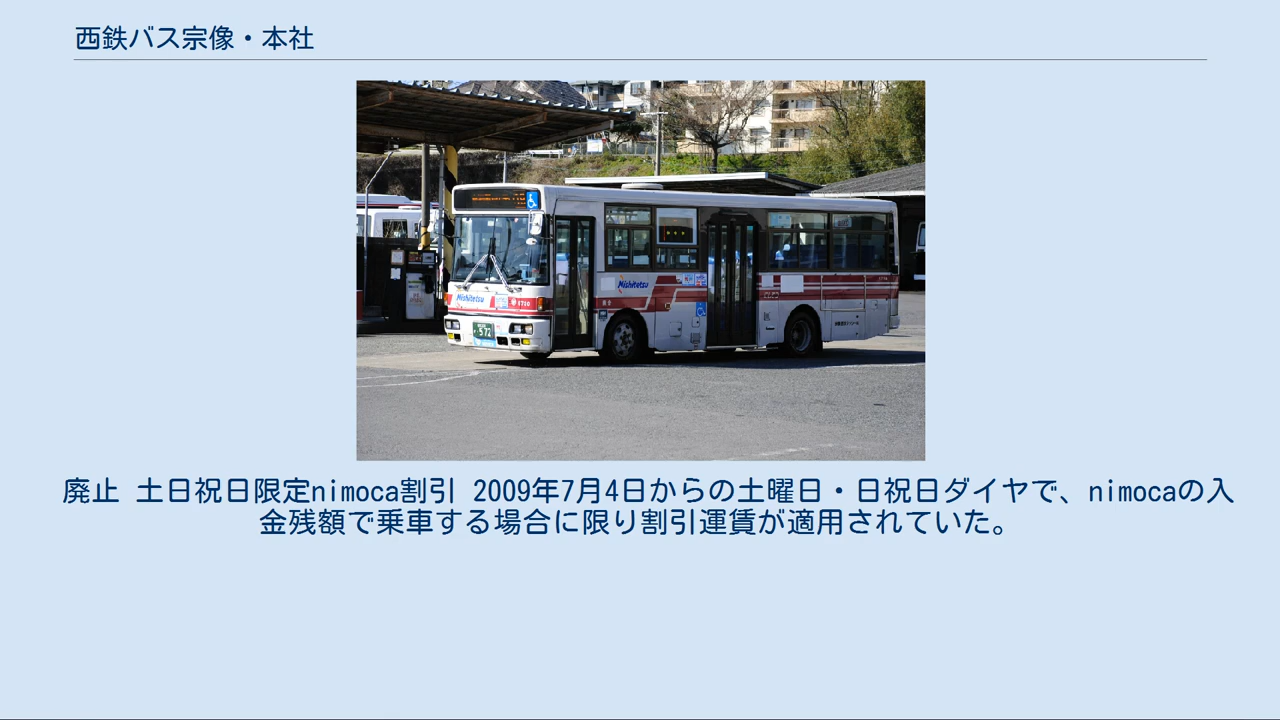 西鉄バス宗像・本社
Nishitetsu
Nishitetsu
5 72
廃止 土日祝日限定nimoca割引 2009年7月4日からの土曜日・日祝日ダイヤで、nimocaの入
金残額で乗車する場合に限り割引運賃が適用されていた。